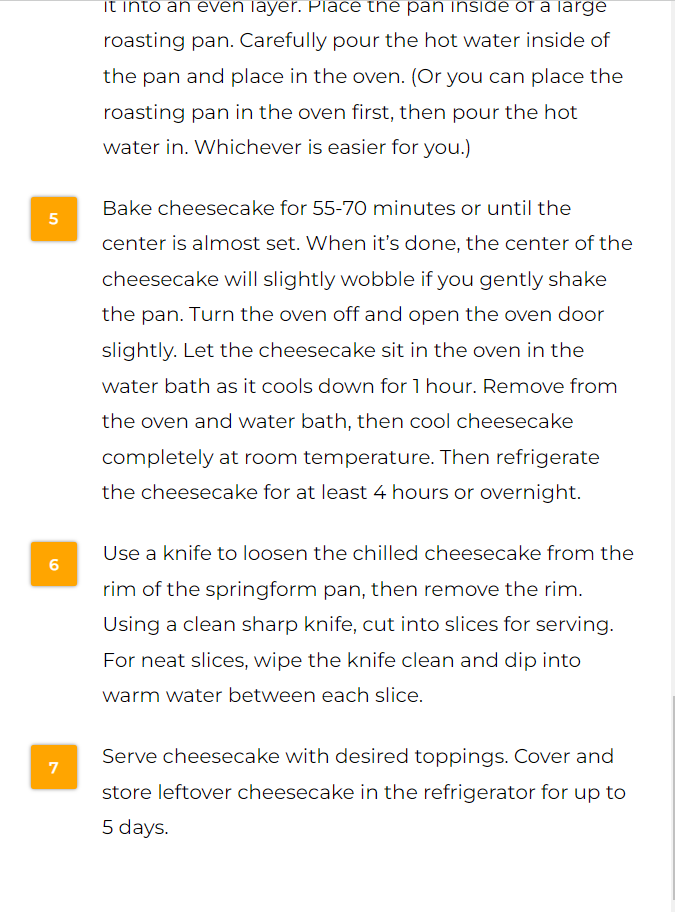 it into an even layer. Place the pan inside of a large
roasting pan. Carefully pour the hot water inside of
the pan and place in the oven. (Or you can place the
roasting pan in the oven first, then pour the hot
water in. Whichever is easier for you.)
5
Bake cheesecake for 55-70 minutes or until the
center is almost set. When it’s done, the center of the
cheesecake will slightly wobble if you gently shake
the pan. Turn the oven off and open the oven door
slightly. Let the cheesecake sit in the oven in the
water bath as it cools down for 1 hour. Remove from
the oven and water bath, then cool cheesecake
completely at room temperature. Then refrigerate
the cheesecake for at least 4 hours or overnight.
6
Use a knife to loosen the chilled cheesecake from the
rim of the springform pan, then remove the rim.
Using a clean sharp knife, cut into slices for serving.
For neat slices, wipe the knife clean and dip into
warm water between each slice.
7
Serve cheesecake with desired toppings. Cover and
store leftover cheesecake in the refrigerator for up to
5 days.